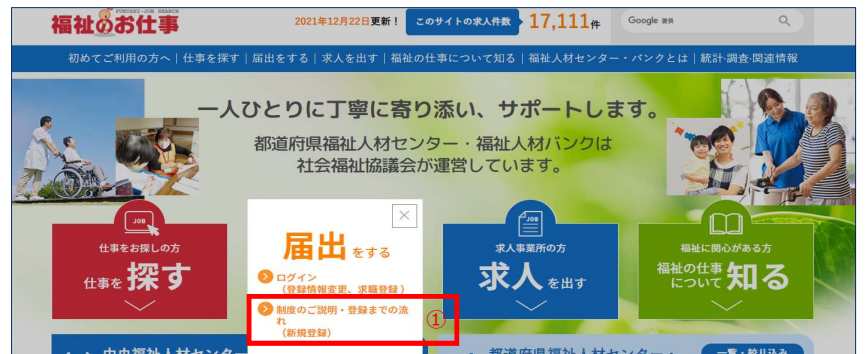 FUKUSHI-JOB SEARCH
福祉のお仕事
2021年12月22日更新！
このサイトの求人件数
17,111件
Google 提供
初めてご利用の方へ｜仕事を探す｜届出をする｜求人を出す｜福祉の仕事について知る｜福祉人材センター・バンクとは｜統計·調査·関連情報
一人ひとりに丁寧に寄り添い、サポートします。
都道府県福祉人材センター・福祉人材バンクは
社会福祉協議会が運営しています。
JOB
仕事をお探しの方
仕事を探す
届出をする
ログイン
（登録情報変更、求職登録）
制度のご説明・登録までの流
れ
（新規登録）
①
JOB
求人事業所の方
求人を出す
福祉に関心がある方
福祉の仕事
について知る
中央福祉人材センター
都道府県福祉人材センター・
一覧・絞り込み